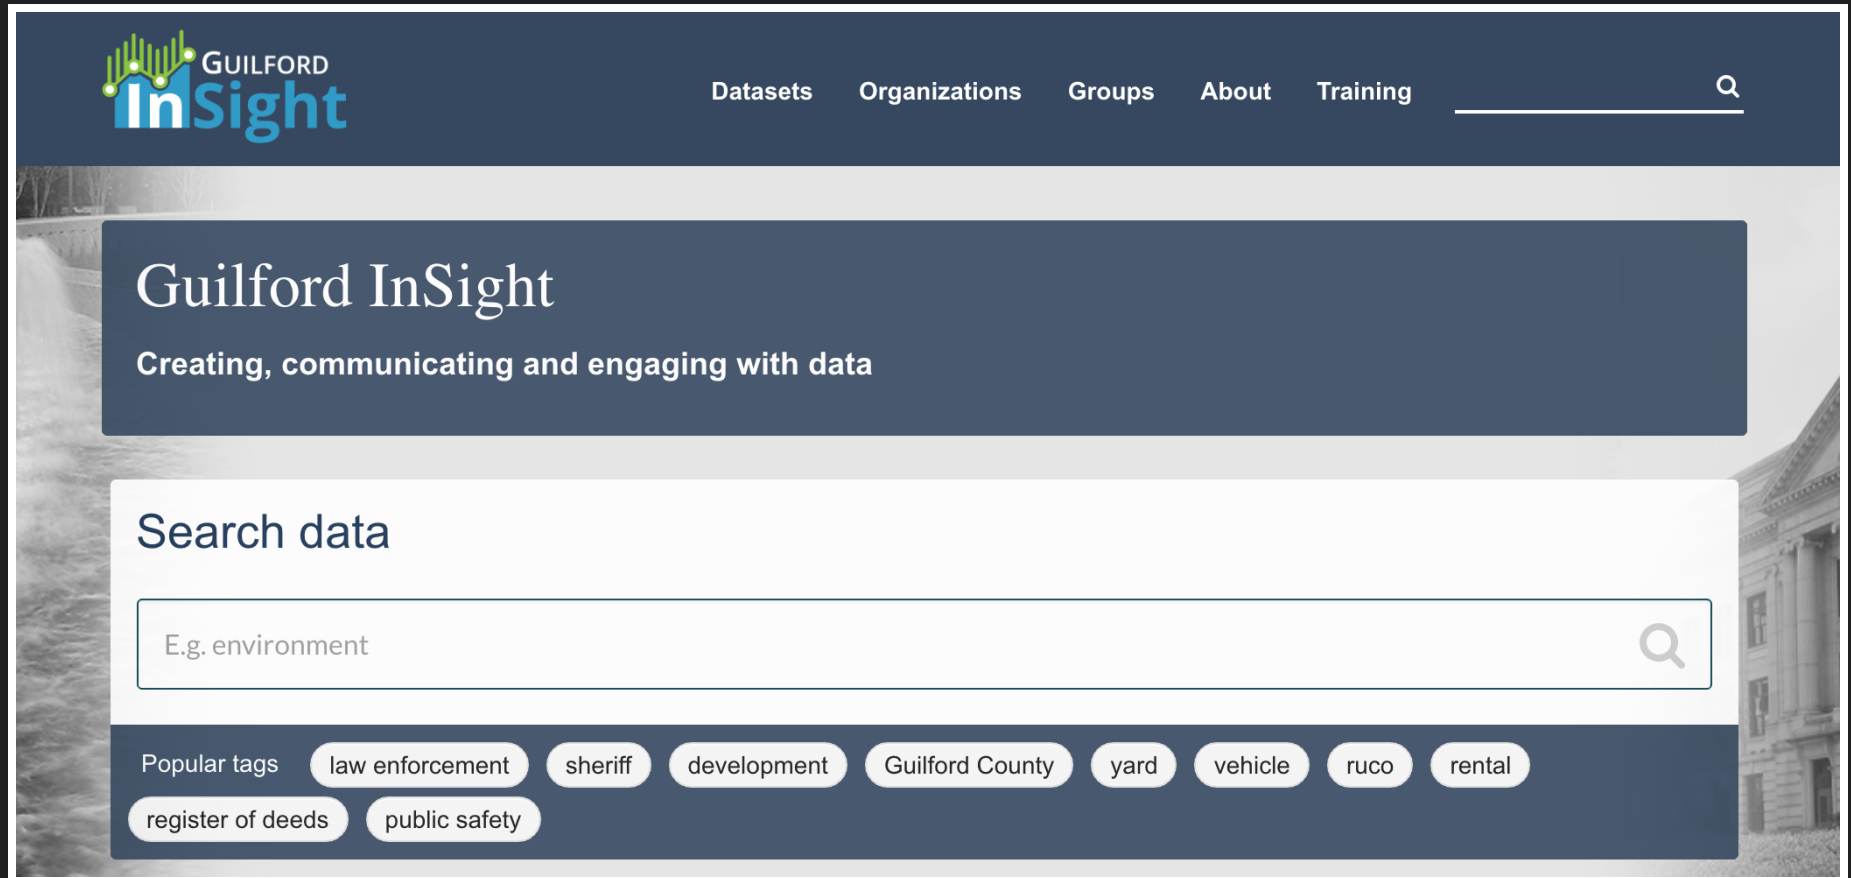 GUILFORD
InSight
Datasets Organizations Groups About Training
Guilford InSight
Creating, communicating and engaging with data
Search data
E.g. environment
Popular tags law enforcement sheriff development Guilford County yard vehicle ruco rental
register of deeds public safety